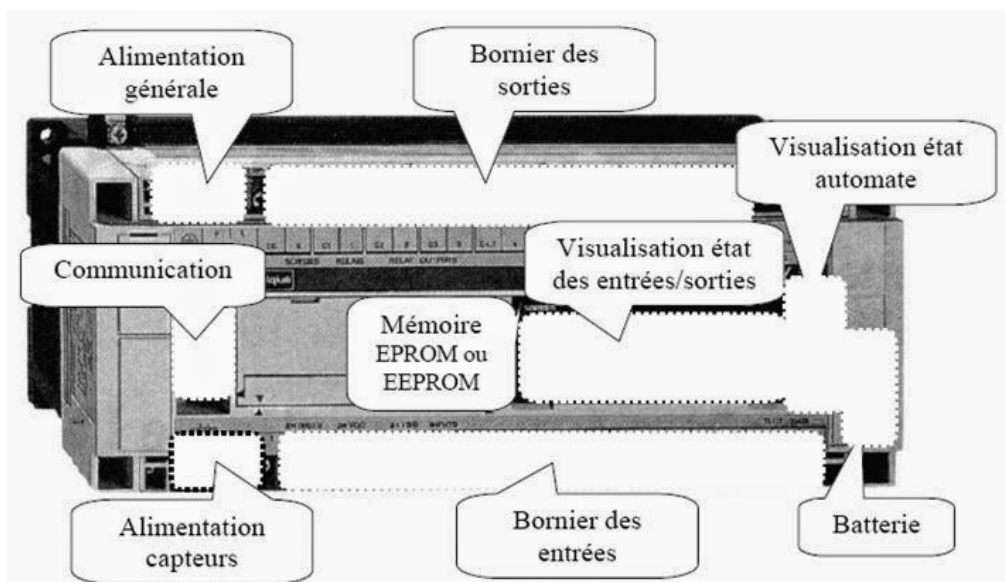 Alimentation
générale
Bornier des
sorties
Visualisation état
automate
Communication
Visualisation état
des entrées/sorties
SORTIES RELAIS RELAY OUTPUTS
Mémoire
EPROM ou
EEPROM
Alimentation
capteurs
Bornier des
entrées
Batterie